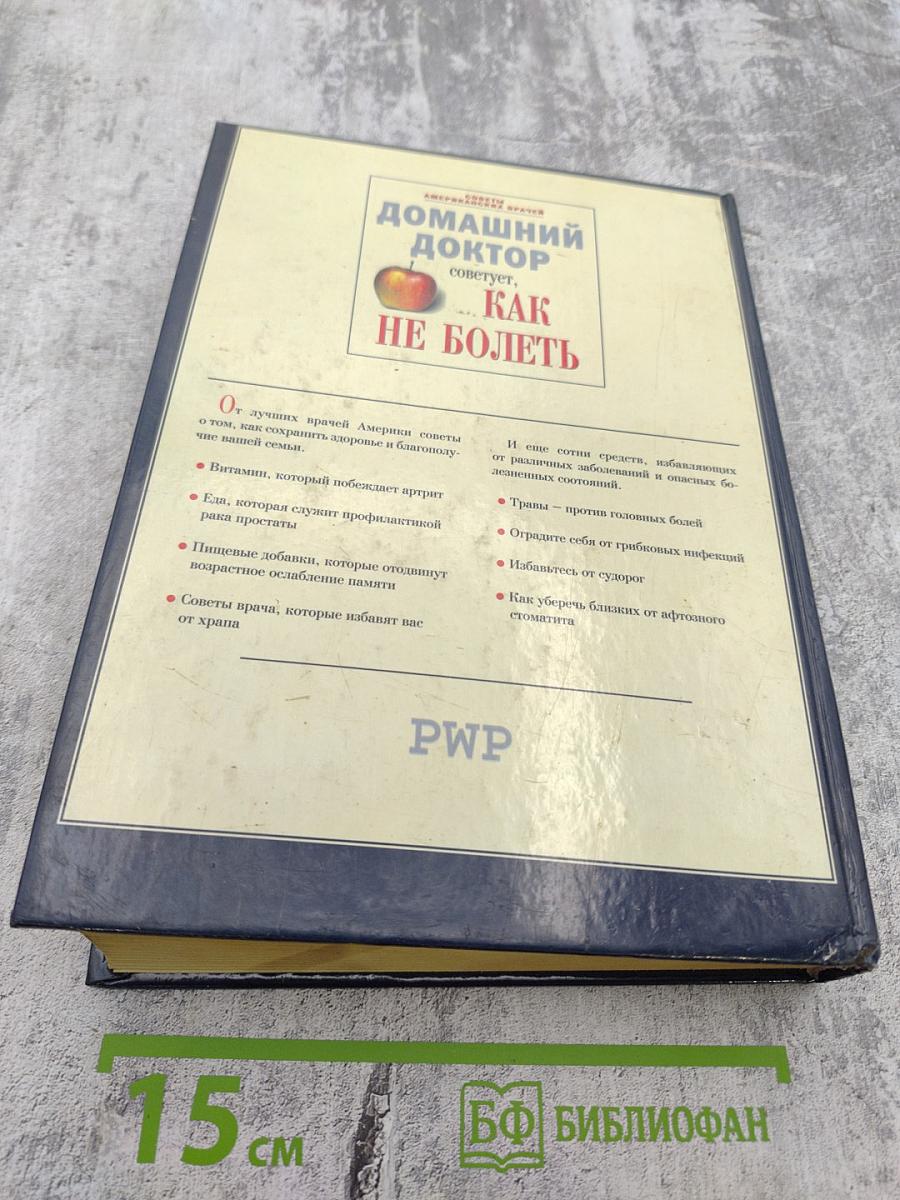 СОВЕТЫ
АМЕРИКАНСКИХ ВРАЧЕЙ
ДОМАШНИЙ
ДОКТОР
советует,
КАК
НЕ БОЛЕТЬ
От лучших врачей Америки советы
о том, как сохранить здоровье и благополу-
чие вашей семьи.
• Витамин, который побеждает артрит
• Еда, которая служит профилактикой
рака простаты
• Пищевые добавки, которые отодвинут
возрастное ослабление памяти
• Советы врача, которые избавят вас
от храпа
И еще сотни средств, избавляющих
от различных заболеваний и опасных бо-
лезненных состояний.
• Травы – против головных болей
• Оградите себя от грибковых инфекций
• Избавьтесь от судорог
• Как уберечь близких от афтозного
стоматита
PWP
15 см
БФ БИБЛИОФАН